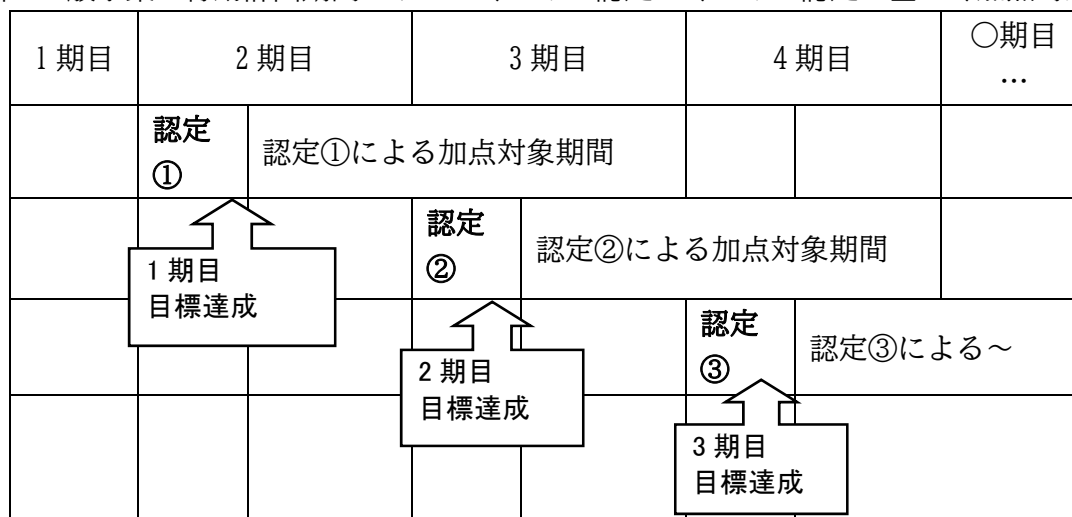 1期目 2期目 3期目 4期目 ○期目
…
認定
① 認定①による加点対象期間
1期目
目標達成
認定
② 認定②による加点対象期間
2期目
目標達成
認定
③ 認定③による～
3期目
目標達成